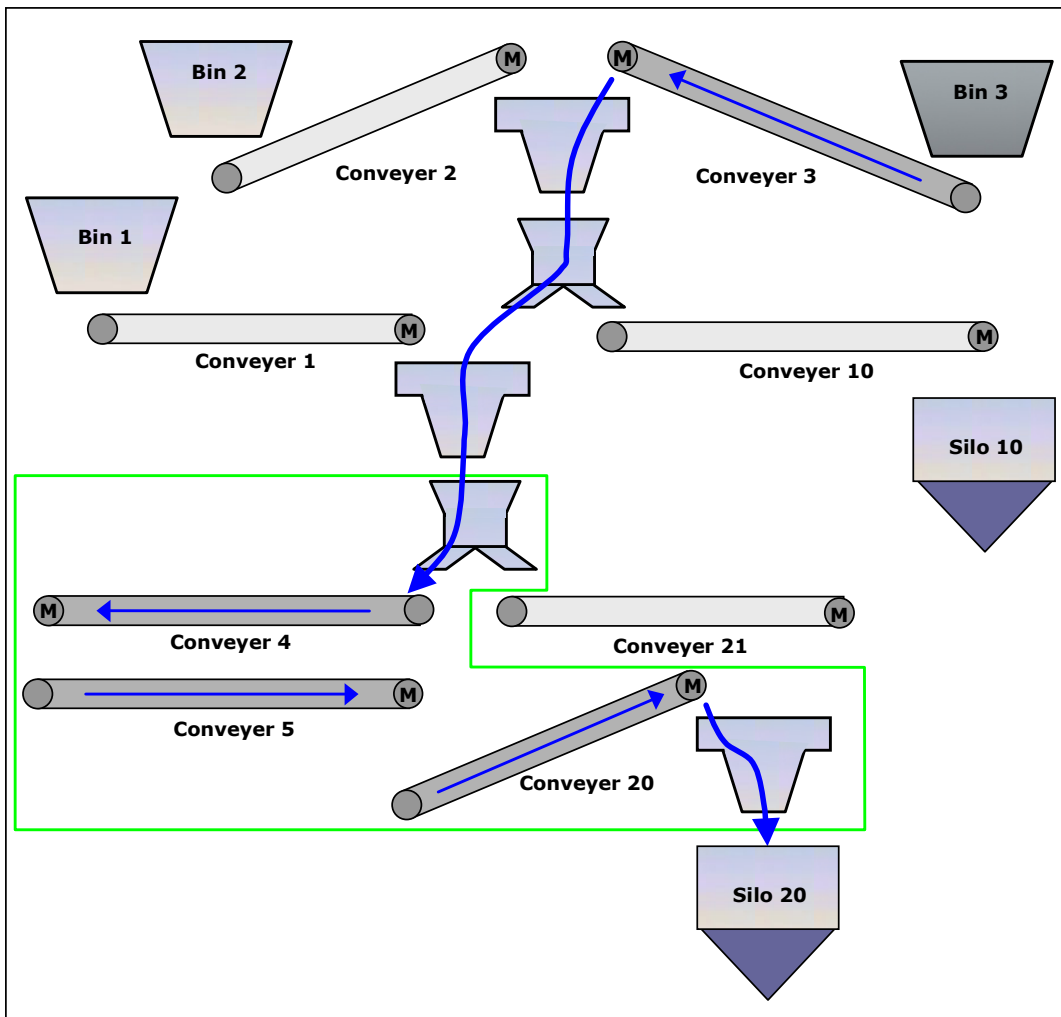 Bin 2
M
M
Bin 3
Conveyer 2
Conveyer 3
Bin 1
M
M
Conveyer 1
Conveyer 10
Silo 10
M
M
Conveyer 4
Conveyer 21
M
M
Conveyer 5
Conveyer 20
Silo 20